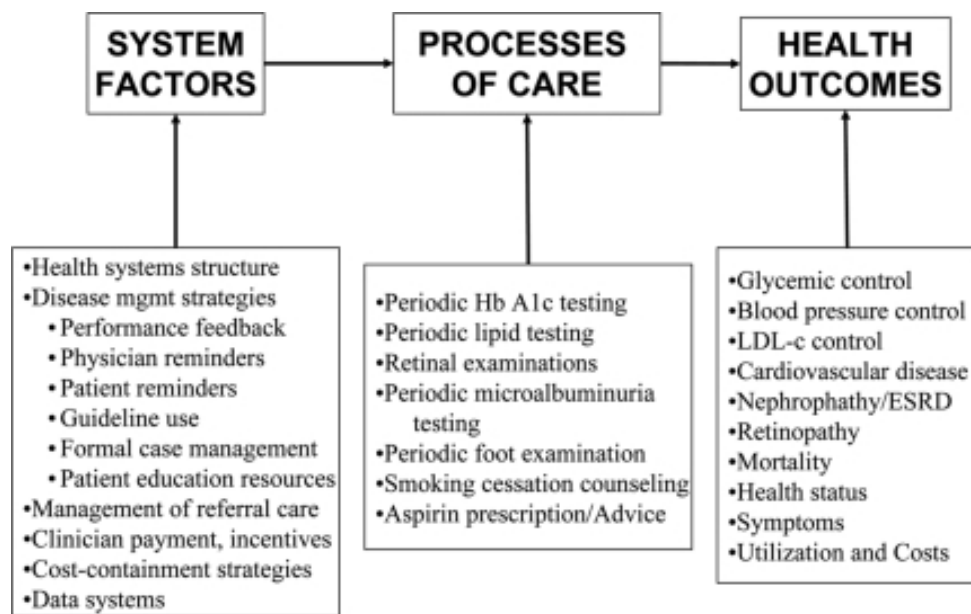 SYSTEM
FACTORS
PROCESSES
OF CARE
HEALTH
OUTCOMES
•Health systems structure
•Disease mgmt strategies
•Performance feedback
•Physician reminders
•Patient reminders
•Guideline use
•Formal case management
•Patient education resources
•Management of referral care
•Clinician payment, incentives
•Cost-containment strategies
•Data systems
•Periodic Hb A1c testing
•Periodic lipid testing
•Retinal examinations
•Periodic microalbuminuria
testing
•Periodic foot examination
•Smoking cessation counseling
•Aspirin prescription/Advice
•Glycemic control
•Blood pressure control
•LDL-c control
•Cardiovascular disease
•Nephrophathy/ESRD
•Retinopathy
•Mortality
•Health status
•Symptoms
•Utilization and Costs